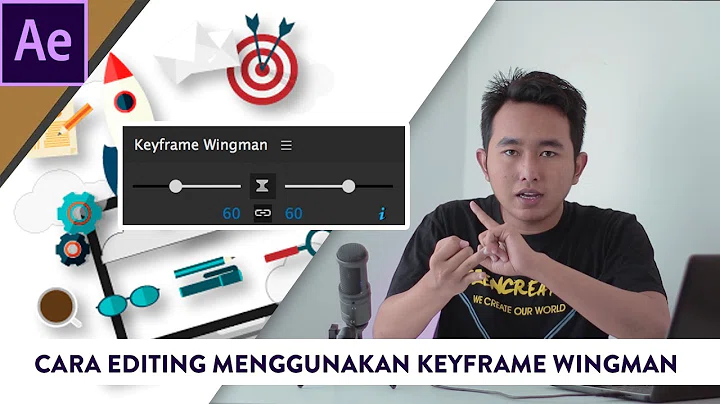 Ae
Keyframe Wingman
60 60 i
WE CREATE OUR WORLD
CARA EDITING MENGGUNAKAN KEYFRAME WINGMAN